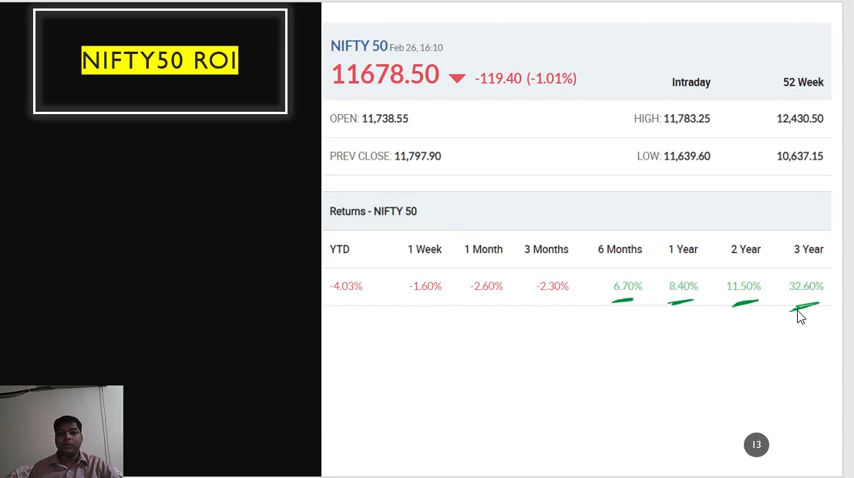 NIFTY50 ROI
NIFTY 50 Feb 26, 16:10
11678.50 -119.40 (-1.01%) Intraday 52 Week
OPEN: 11,738.55 HIGH: 11,783.25 12,430.50
PREV CLOSE: 11,797.90 LOW: 11,639.60 10,637.15
Returns - NIFTY 50
YTD 1 Week 1 Month 3 Months 6 Months 1 Year 2 Year 3 Year
-4.03% -1.60% -2.60% -2.30% 6.70% 8.40% 11.50% 32.60%
13